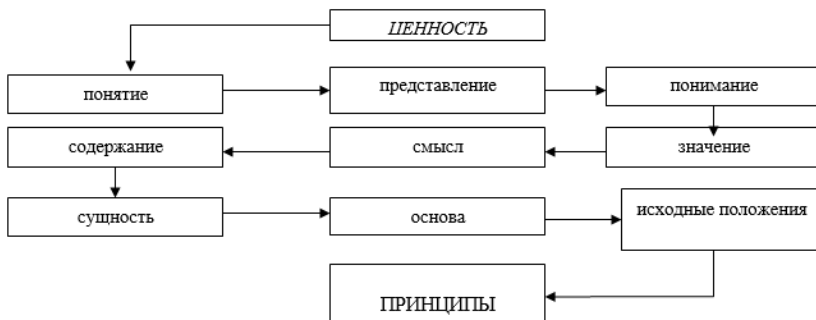 ЦЕННОСТЬ
понятие
представление
понимание
содержание
смысл
значение
сущность
основа
исходные положения
ПРИНЦИПЫ